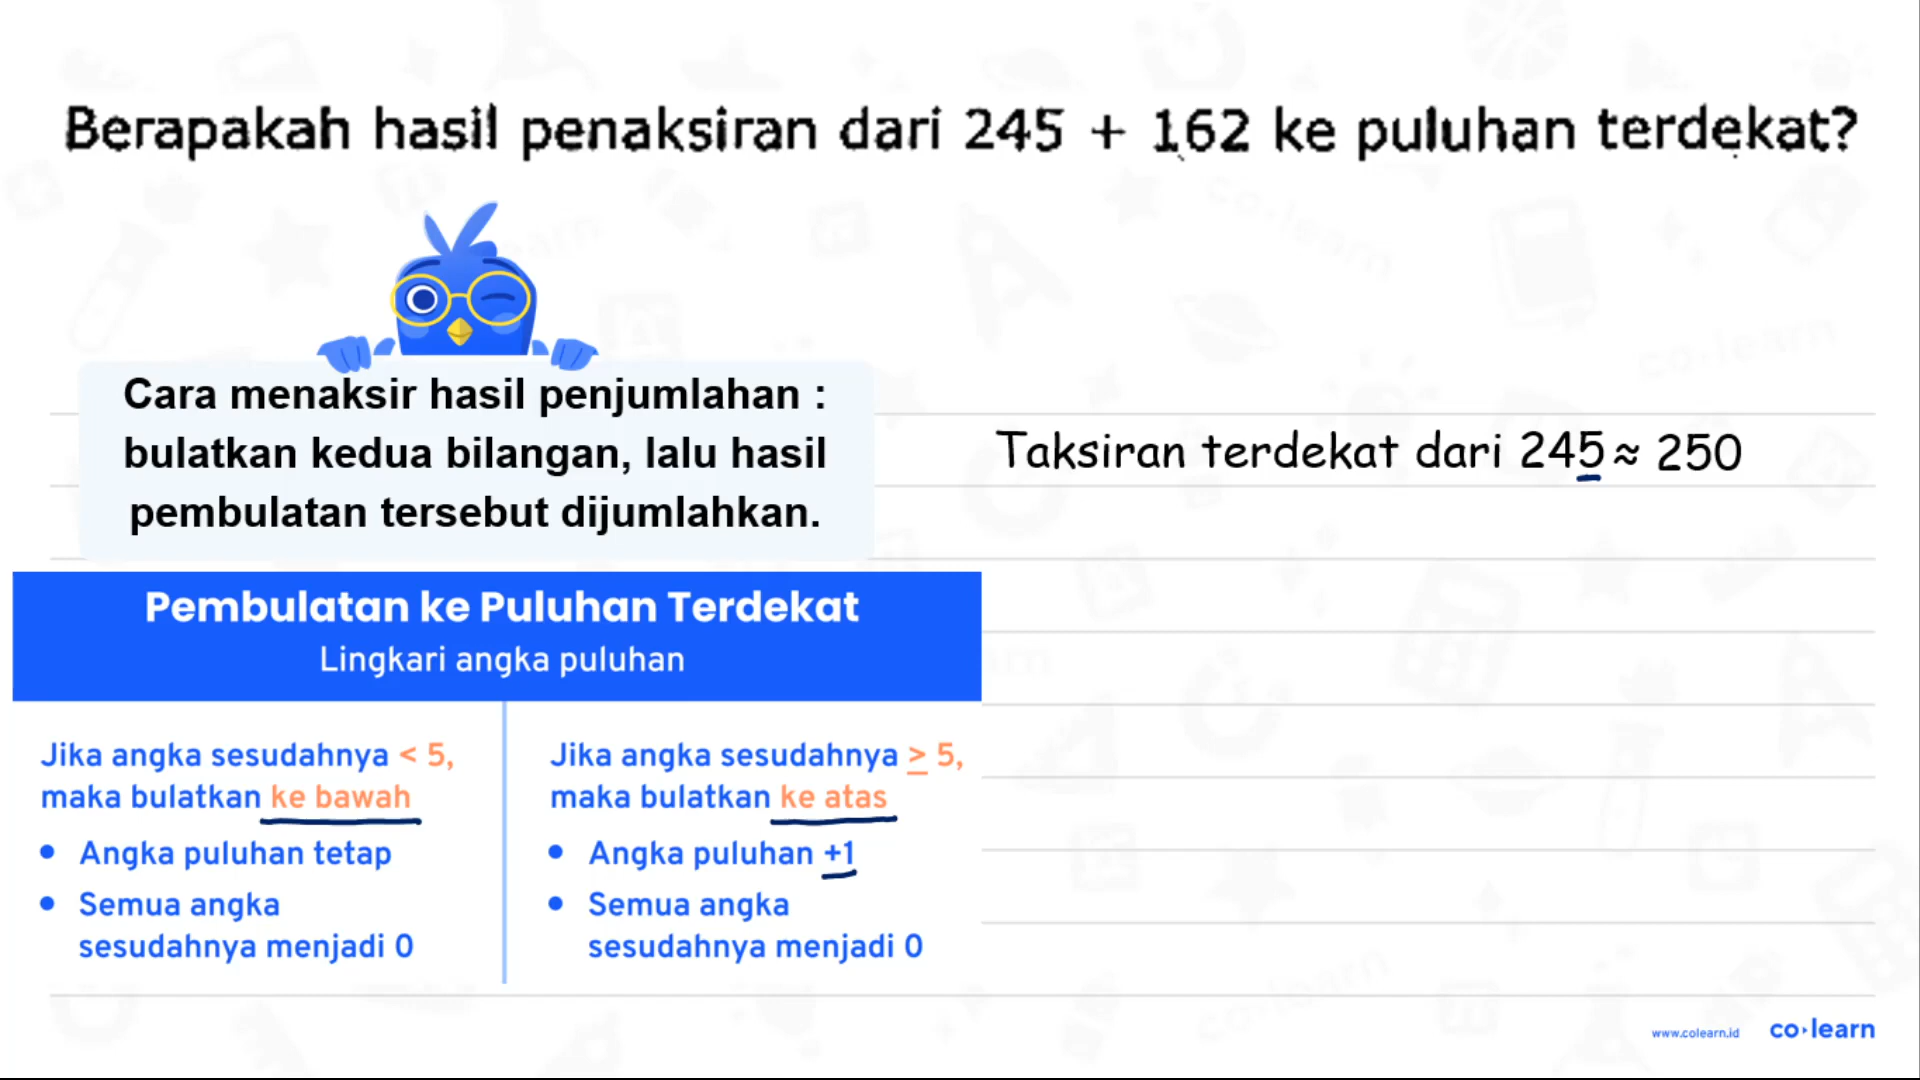 Berapakah hasil penaksiran dari 245 + 162 ke puluhan terdekat?
Cara menaksir hasil penjumlahan :
bulatkan kedua bilangan, lalu hasil
pembulatan tersebut dijumlahkan.
Taksiran terdekat dari 245 ≈ 250
Pembulatan ke Puluhan Terdekat
Lingkari angka puluhan
Jika angka sesudahnya < 5,
maka bulatkan ke bawah
• Angka puluhan tetap
• Semua angka
sesudahnya menjadi 0
Jika angka sesudahnya ≥ 5,
maka bulatkan ke atas
• Angka puluhan +1
• Semua angka
sesudahnya menjadi 0
www.colearn.id
co learn